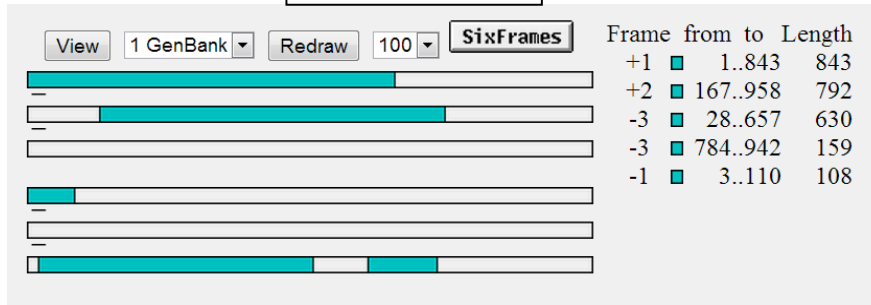 View 1 GenBank Redraw 100 SixFrames
Frame from to Length
+1 1..843 843
+2 167..958 792
-3 28..657 630
-3 784..942 159
-1 3..110 108